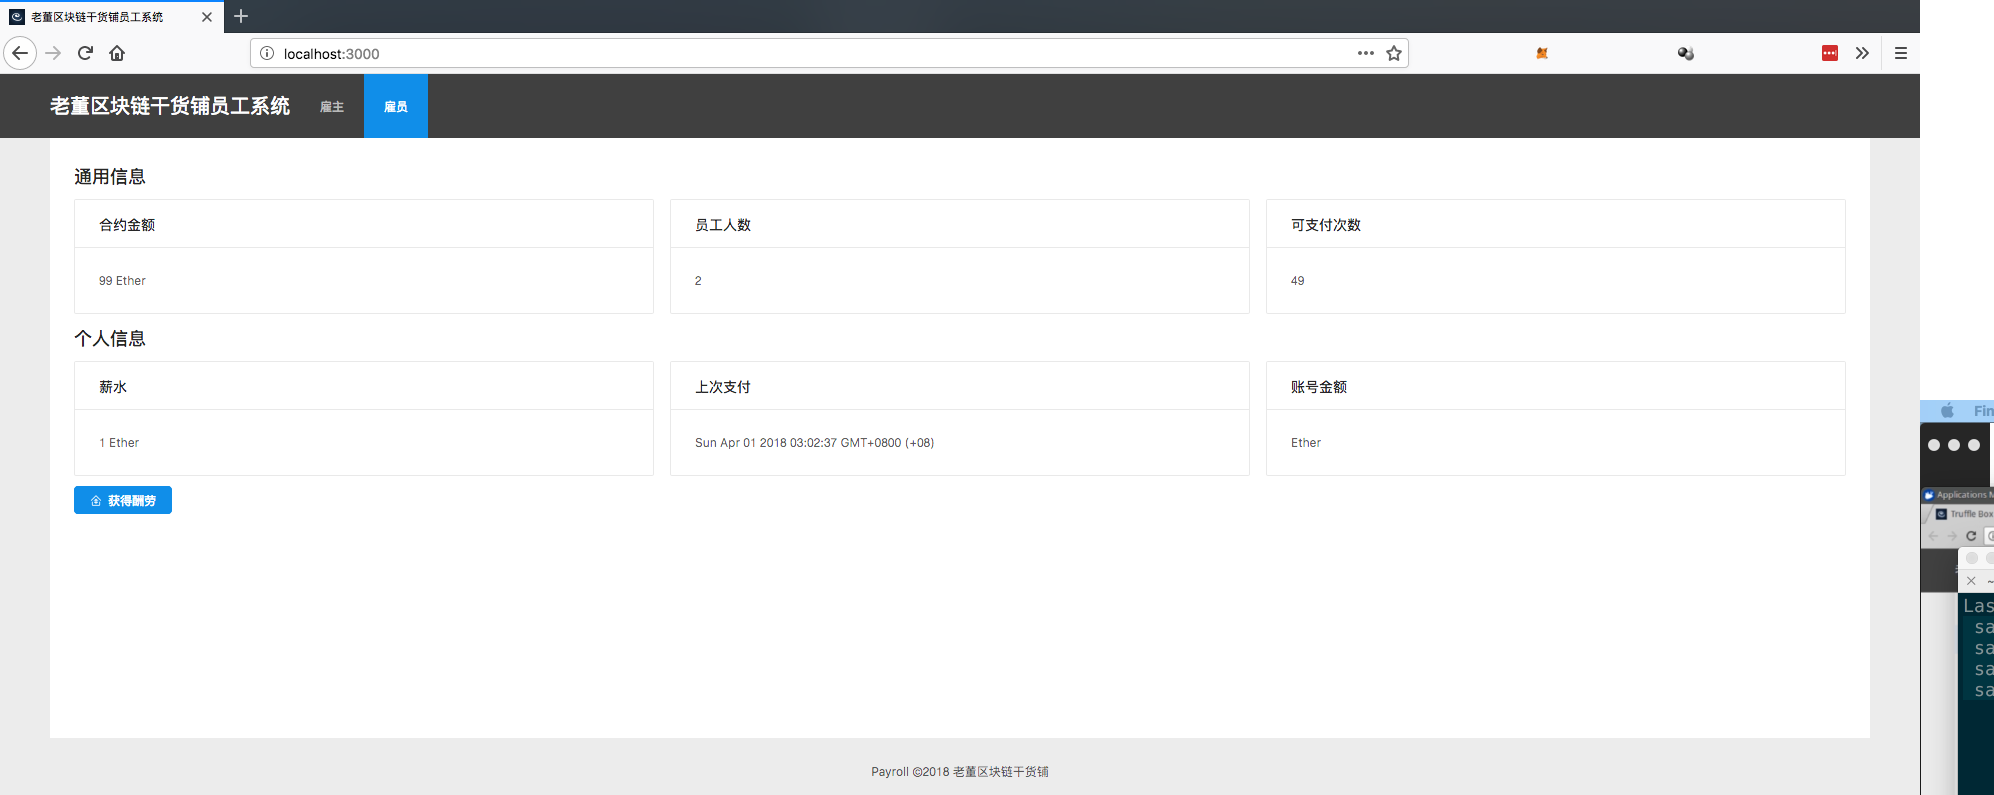 老董区块链干货铺员工系统
localhost:3000
老董区块链干货铺员工系统 雇主 雇员
通用信息
合约金额 员工人数 可支付次数
99 Ether 2 49
个人信息
薪水 上次支付 账号金额
1 Ether Sun Apr 01 2018 03:02:37 GMT+0800 (+08) Ether
获得酬劳
Payroll ©2018 老董区块链干货铺
Fin
Applications M
Truffle Box
~
Las
sa
sa
sa
sa